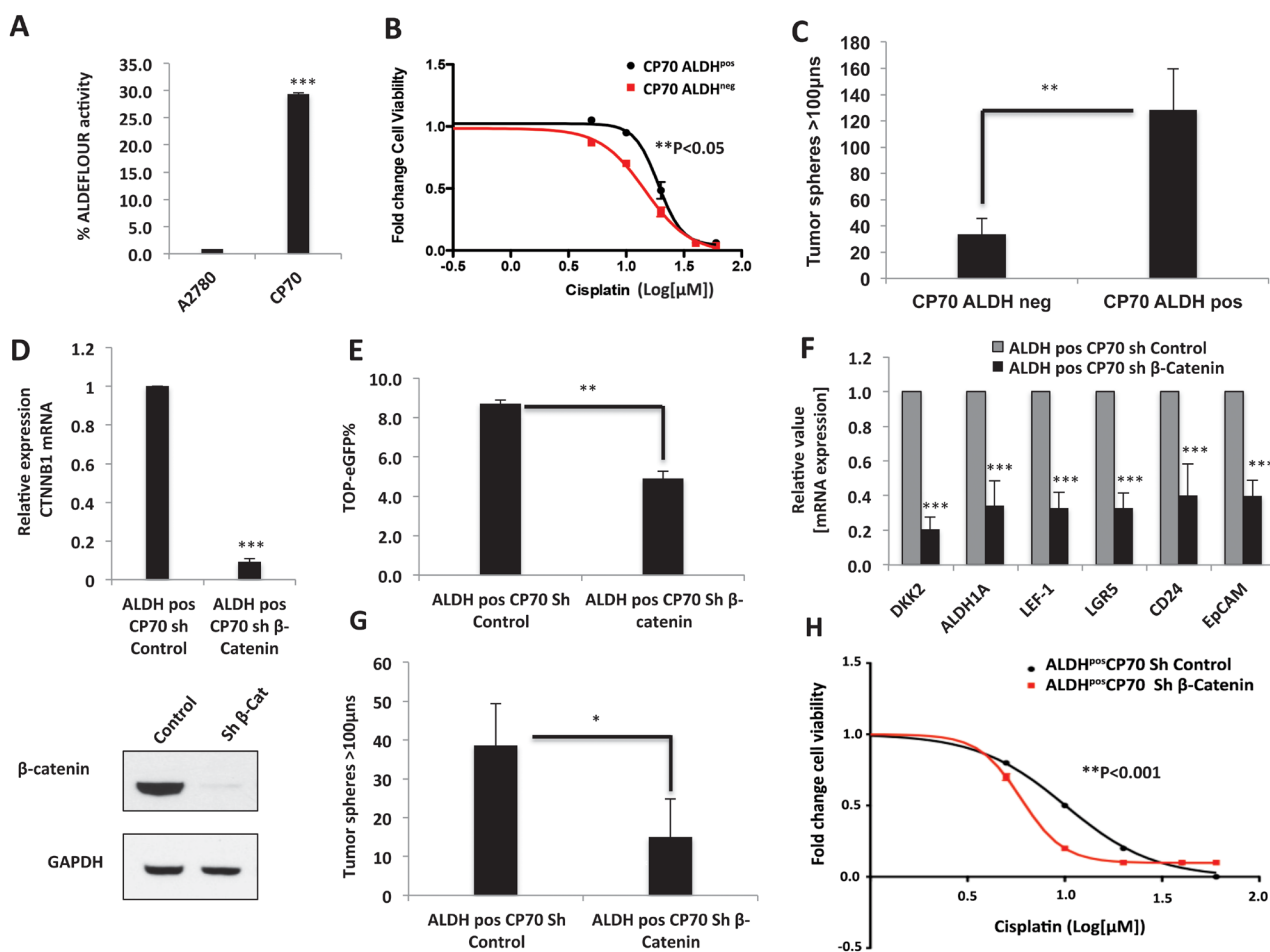 A
% ALDEFLOUR activity
35.0
30.0
25.0
20.0
15.0
10.0
5.0
0.0
***
A2780
CP70
B
Fold change Cell Viability
1.5
1.0
0.5
0.0
-0.5
0.0
0.5
1.0
1.5
2.0
CP70 ALDHpos
CP70 ALDHneg
**P<0.05
Cisplatin (Log[μM])
C
Tumor spheres >100μns
180
160
140
120
100
80
60
40
20
0
**
CP70 ALDH neg
CP70 ALDH pos
D
Relative expression
CTNNB1 mRNA
1.2
1
0.8
0.6
0.4
0.2
0
***
ALDH pos
CP70 sh
Control
ALDH pos
CP70 sh β-
Catenin
Control
Sh β-Cat
β-catenin
GAPDH
E
TOP-eGFP%
10.0
8.0
6.0
4.0
2.0
0.0
**
ALDH pos CP70 Sh
Control
ALDH pos CP70 Sh β-
catenin
F
ALDH pos CP70 sh Control
ALDH pos CP70 sh β-Catenin
Relative value
[mRNA expression]
1.2
1.0
0.8
0.6
0.4
0.2
0.0
***
***
***
***
***
***
DKK2
ALDH1A
LEF-1
LGR5
CD24
EpCAM
G
Tumor spheres >100μns
60
50
40
30
20
10
0
*
ALDH pos CP70 Sh
Control
ALDH pos CP70 Sh β-
Catenin
H
Fold change cell viability
1.5
1.0
0.5
0.0
-0.5
0.5
1.0
1.5
2.0
ALDHposCP70 Sh Control
ALDHposCP70 Sh β-Catenin
**P<0.001
Cisplatin (Log[μM])